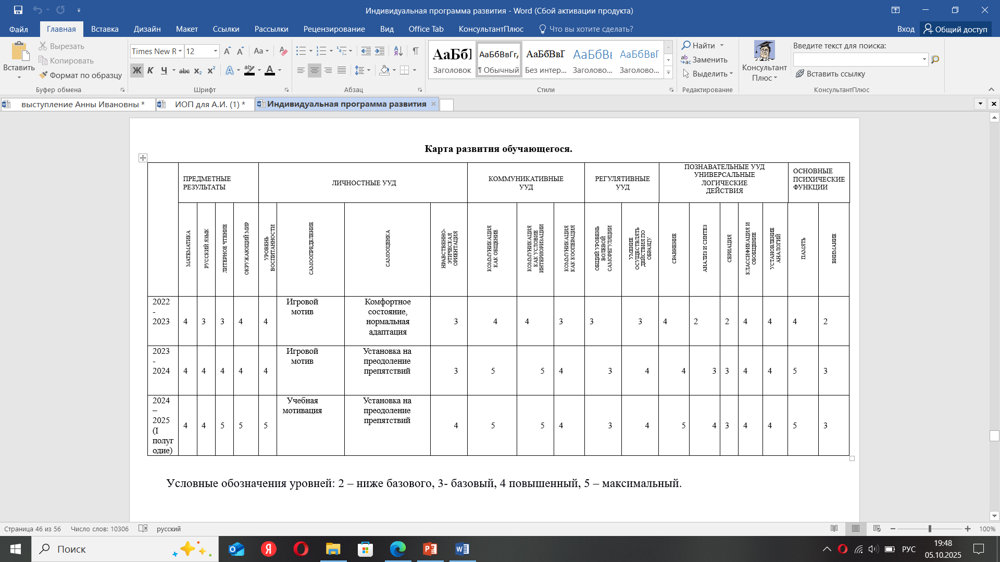 Индивидуальная программа развития - Word (Сбой активации продукта)
Файл Главная Вставка Дизайн Макет Ссылки Рассылки Рецензирование Вид Office Tab КонсультантПлюс Что вы хотите сделать? Вход Общий доступ
Вставить
Вырезать
Копировать
Формат по образцу
Буфер обмена
Times New R 12
Ж К Ч abc x₂ x²
Шрифт
Абзац
АаБб АаБбВвГг, АаБбВвГ АаБбВв АаБбВвГ
Заголовок ¶ Обычный Без интер... Заголово... Заголово...
Стили
Найти
Заменить
Выделить
Редактирование
Консультант
Плюс
Введите текст для поиска:
Вставить ссылку
КонсультантПлюс
выступление Анны Ивановны * ИОП для А.И. (1) * Индивидуальная программа развития
Карта развития обучающегося.
ПРЕДМЕТНЫЕ
РЕЗУЛЬТАТЫ
ЛИЧНОСТНЫЕ УУД
КОММУНИКАТИВНЫЕ
УУД
РЕГУЛЯТИВНЫЕ
УУД
ПОЗНАВАТЕЛЬНЫЕ УУД
УНИВЕРСАЛЬНЫЕ
ЛОГИЧЕСКИЕ
ДЕЙСТВИЯ
ОСНОВНЫЕ
ПСИХИЧЕСКИЕ
ФУНКЦИИ
МАТЕМАТИКА
РУССКИЙ ЯЗЫК
ЛИТЕРНОЕ ЧТЕНИЕ
ОКРУЖАЮЩИЙ МИР
УРОВЕНЬ
ВОСПИТАННОСТИ
САМООПРЕДЕЛЕНИЕ
САМООЦЕНКА
НРАВСТВЕННО-
ЭТИЧЕСКАЯ
ОРИЕНТАЦИЯ
КОММУНИКАЦИЯ
КАК ОБЩЕНИЕ
КОММУНИКАЦИЯ
КАК УСЛОВИЕ
ИНТЕРИОРИЗАЦИИ
КОММУНИКАЦИЯ
КАК КООПЕРАЦИЯ
ОБЩИЙ УРОВЕНЬ
ВОЛЕВОЙ
САМОРЕГУЛЯЦИИ
УМЕНИЕ
ОСУЩЕСТВЛЯТЬ
ДЕЙСТВИЯ ПО
ОБРАЗЦУ
СРАВНЕНИЕ
АНАЛИЗ И СИНТЕЗ
СЕРИАЦИЯ
КЛАССИФИКАЦИЯ И
ОБОБЩЕНИЕ
УСТАНОВЛЕНИЕ
АНАЛОГИЙ
ПАМЯТЬ
ВНИМАНИЕ
2022
-
2023
4 3 3 4 4
Игровой
мотив
Комфортное
состояние,
нормальная
адаптация
3 4 4 3 3 3 4 2 2 4 4 4 2
2023
-
2024
4 4 4 4 4
Игровой
мотив
Установка на
преодоление
препятствий
3 5 5 4 3 4 4 3 3 4 4 5 3
2024
–
2025
(I
полуг
одие)
4 4 5 5 5
Учебная
мотивация
Установка на
преодоление
препятствий
4 5 5 4 3 4 5 4 3 4 4 5 3
Условные обозначения уровней: 2 – ниже базового, 3- базовый, 4 повышенный, 5 – максимальный.
Страница 46 из 56 Число слов: 10306 русский 100%
Поиск
РУС
19:48
05.10.2025